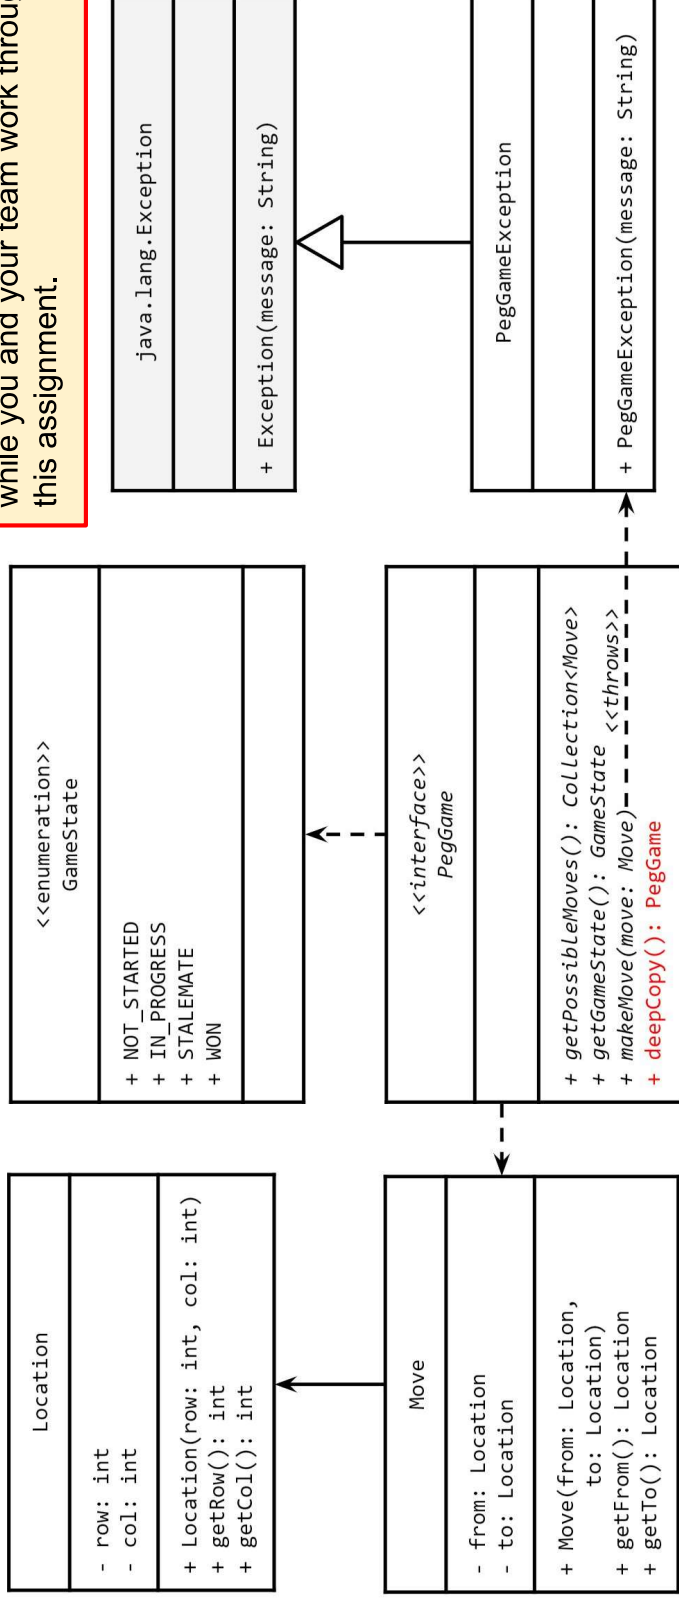 Location
- row: int
- col: int
+ Location(row: int, col: int)
+ getRow(): int
+ getCol(): int
<<enumeration>>
GameState
+ NOT_STARTED
+ IN_PROGRESS
+ STALEMATE
+ WON
while you and your team work
this assignment.
java.lang.Exception
+ Exception(message: String)
Move
- from: Location
- to: Location
+ Move(from: Location,
to: Location)
+ getFrom(): Location
+ getTo(): Location
<<interface>>
PegGame
+ getPossibleMoves(): Collection<Move>
+ getGameState(): GameState
<<throws>>
+ makeMove(move: Move)
+ deepCopy(): PegGame
PegGameException
+ PegGameException(message: String)